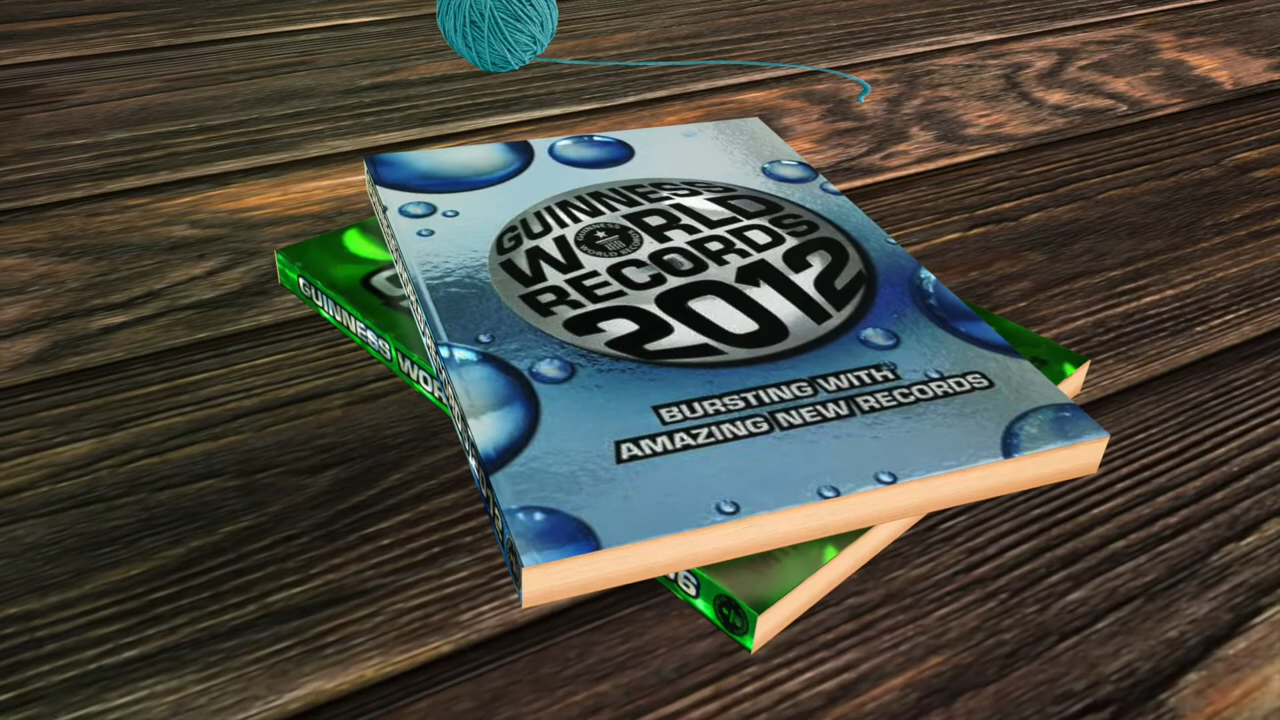 GUINNESS
WORLD
RECORDS
2012
BURSTING WITH
AMAZING NEW RECORDS
GUINNESS WOR